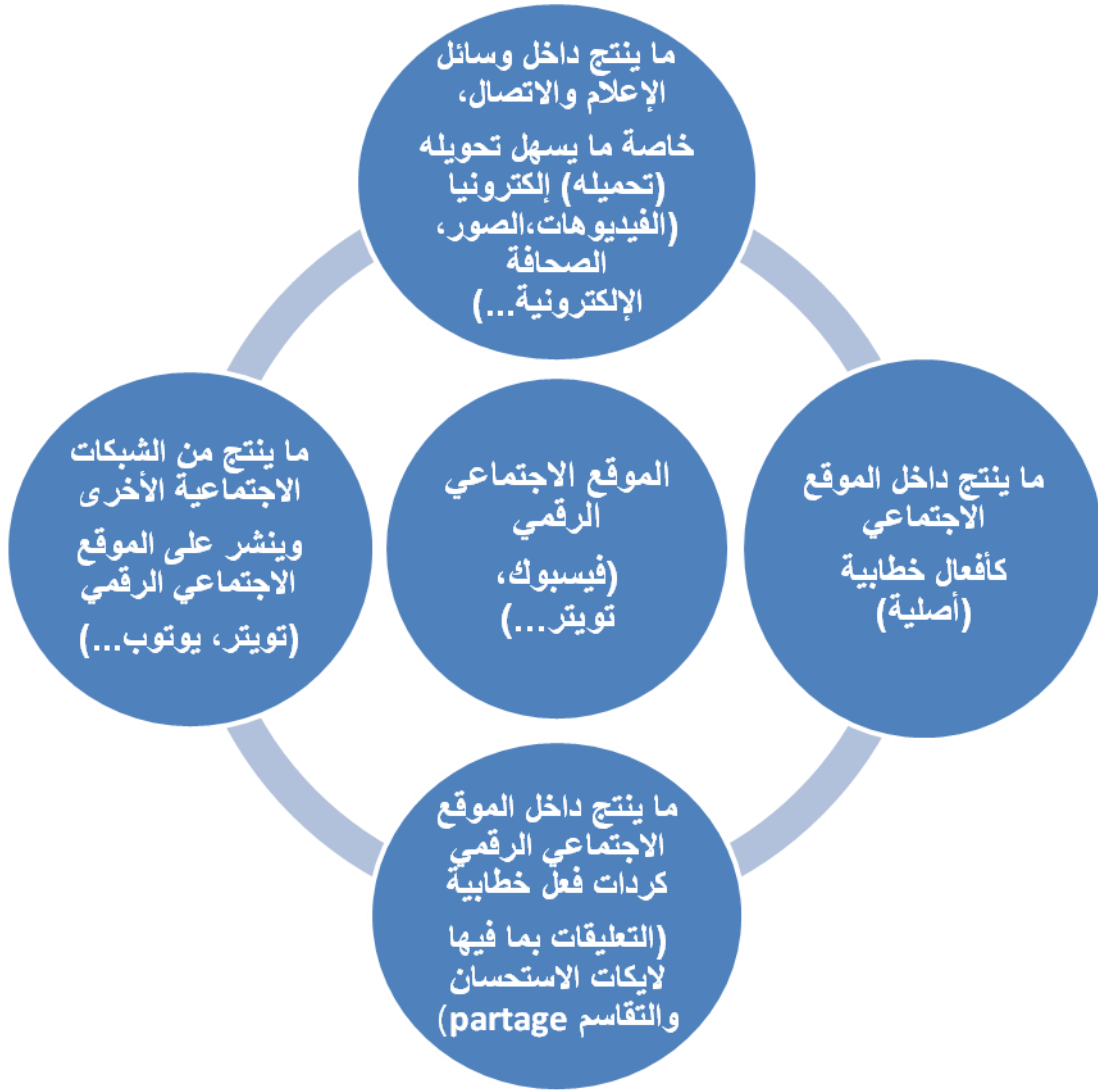 ما ينتج داخل وسائل
الإعلام والاتصال،
خاصة ما يسهل تحويله
(تحميله) إلكترونيا
(الفيديوهات،الصور،
الصحافة
الإلكترونية...)
ما ينتج داخل الموقع
الاجتماعي
كأفعال خطابية
(أصلية)
ما ينتج داخل الموقع
الاجتماعي الرقمي
كردات فعل خطابية
(التعليقات بما فيها
لايكات الاستحسان
والتقاسم partage)
ما ينتج من الشبكات
الاجتماعية الأخرى
وينشر على الموقع
الاجتماعي الرقمي
(تويتر، يوتوب...)
الموقع الاجتماعي
الرقمي
(فيسبوك،
تويتر...)